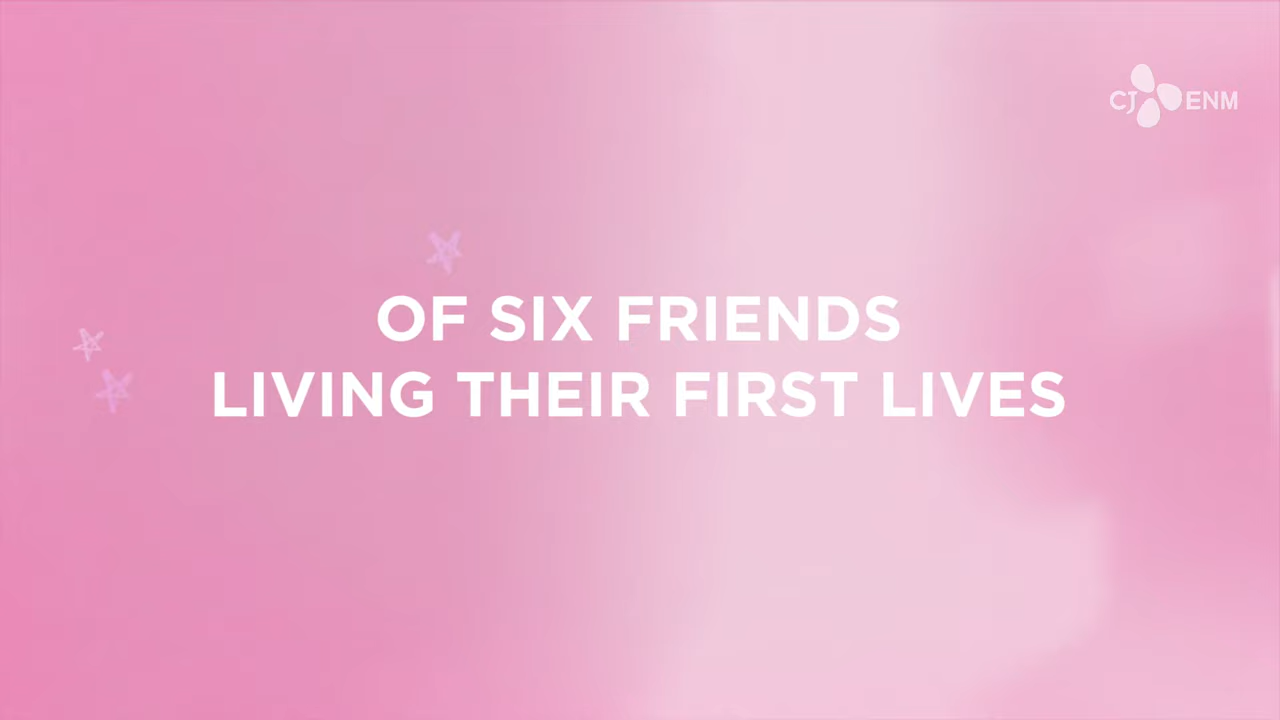 CJ ENM
OF SIX FRIENDS
LIVING THEIR FIRST LIVES